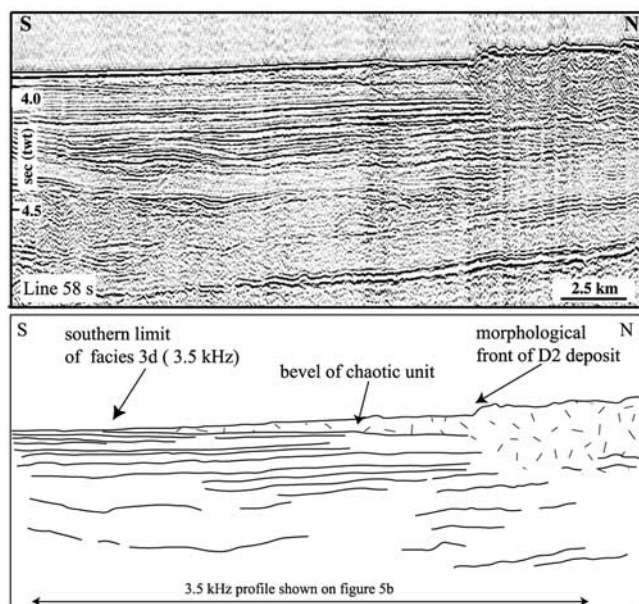 S
N
4.0
sec (twt)
4.5
Line 58 s
2.5 km
S
N
southern limit
of facies 3d ( 3.5 kHz)
morphological
front of D2 deposit
bevel of chaotic unit
3.5 kHz profile shown on figure 5b